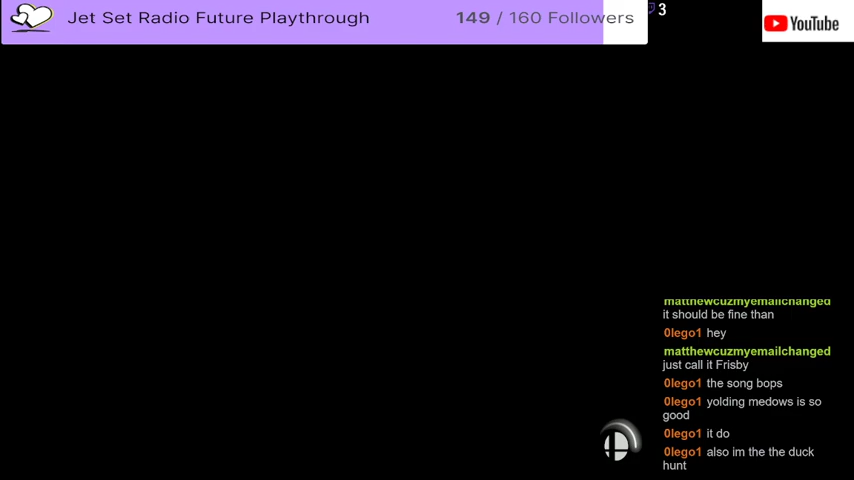 Jet Set Radio Future Playthrough
149 / 160 Followers
3
YouTube
matthewcuzmyemailchanged
it should be fine than
0lego1 hey
matthewcuzmyemailchanged
just call it Frisby
0lego1 the song bops
0lego1 yolding medows is so
good
0lego1 it do
0lego1 also im the the duck
hunt